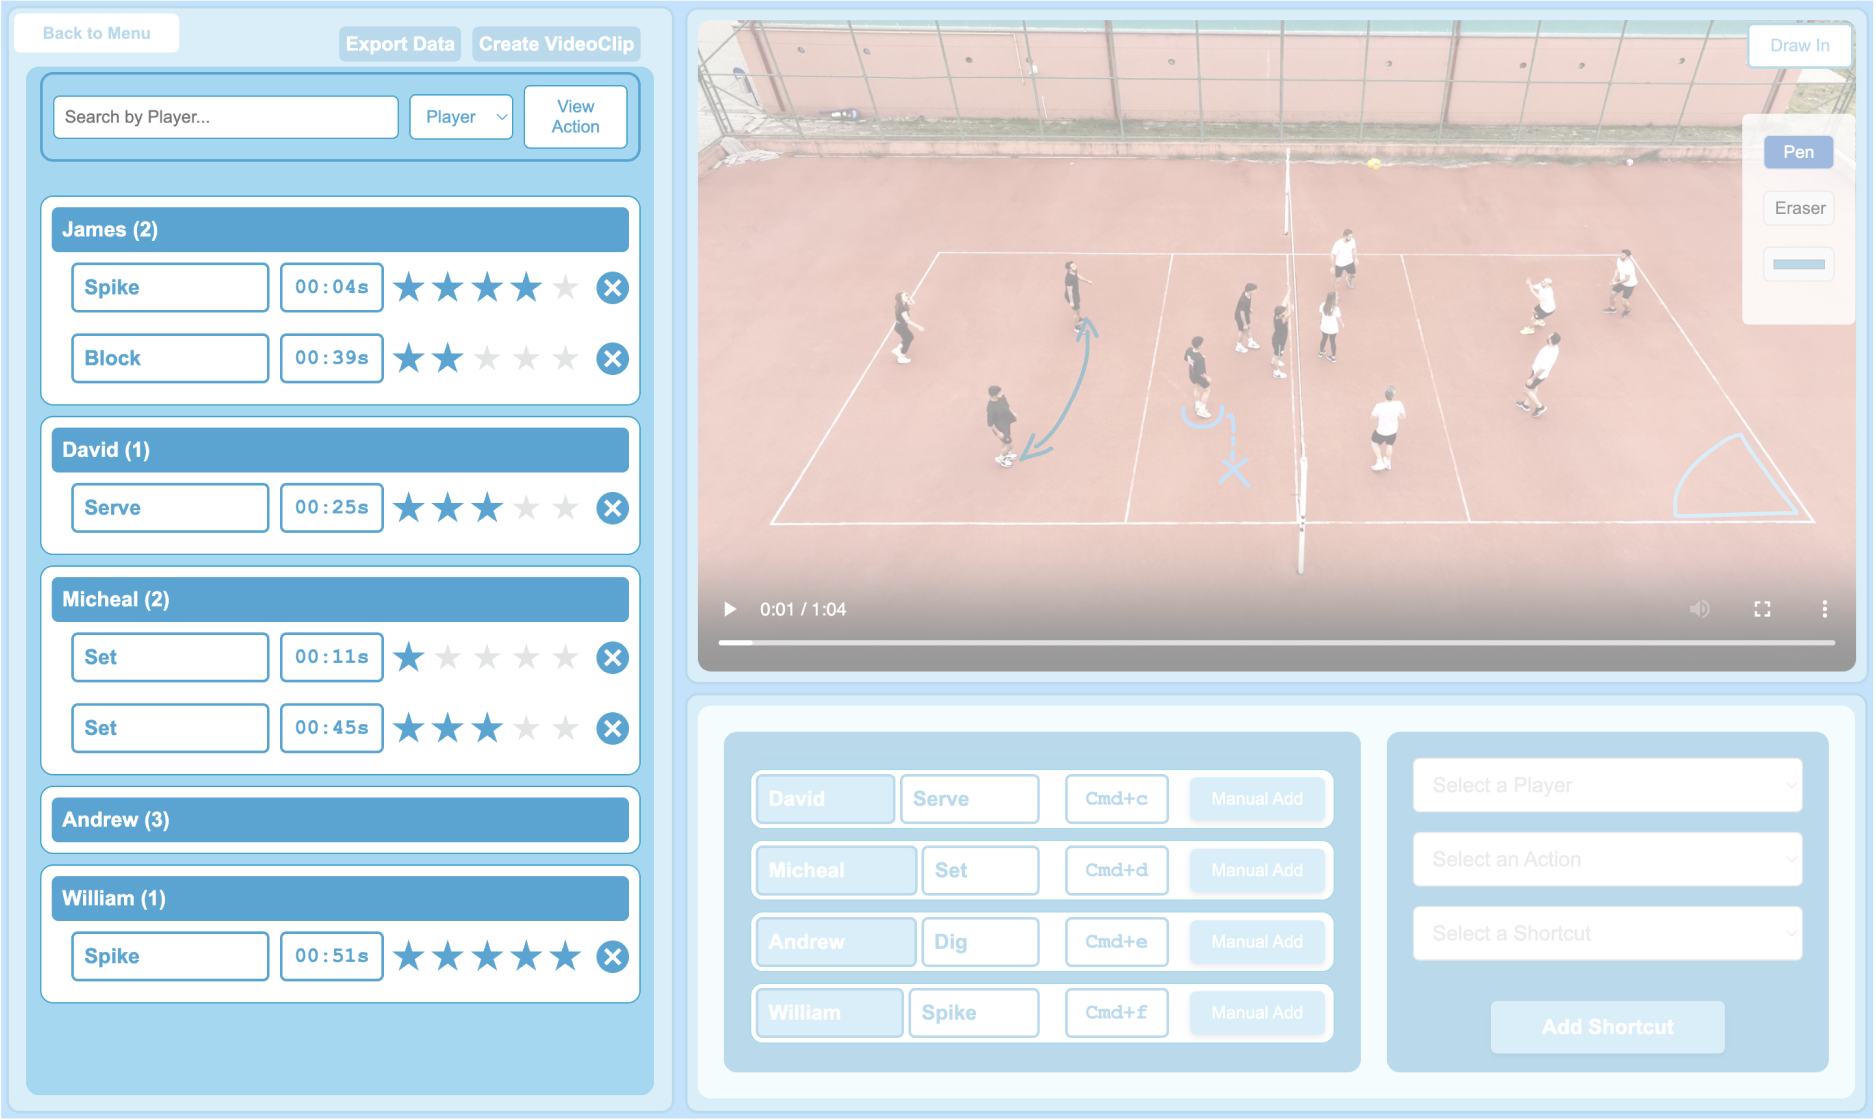 Back to Menu
Export Data
Create VideoClip
Search by Player...
Player
View
Action
James (2)
Spike
00:04s
Block
00:39s
David (1)
Serve
00:25s
Micheal (2)
Set
00:11s
Set
00:45s
Andrew (3)
William (1)
Spike
00:51s
Draw In
Pen
Eraser
0:01 / 1:04
David
Serve
Cmd+c
Manual Add
Micheal
Set
Cmd+d
Manual Add
Andrew
Dig
Cmd+e
Manual Add
William
Spike
Cmd+f
Manual Add
Select a Player
Select an Action
Select a Shortcut
Add Shortcut